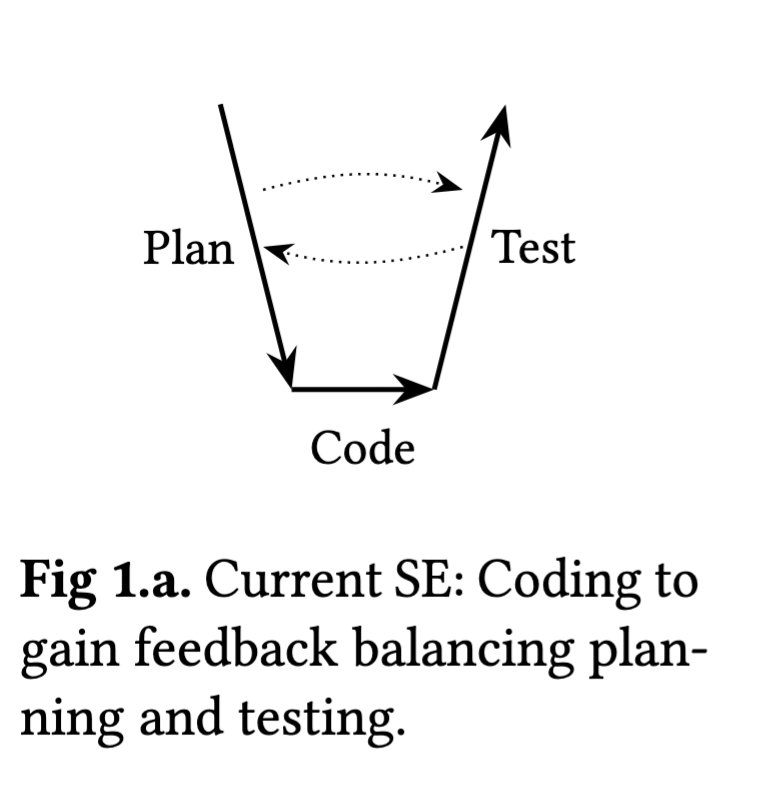 Plan
Test
Code
Fig 1.a. Current SE: Coding to
gain feedback balancing plan-
ning and testing.